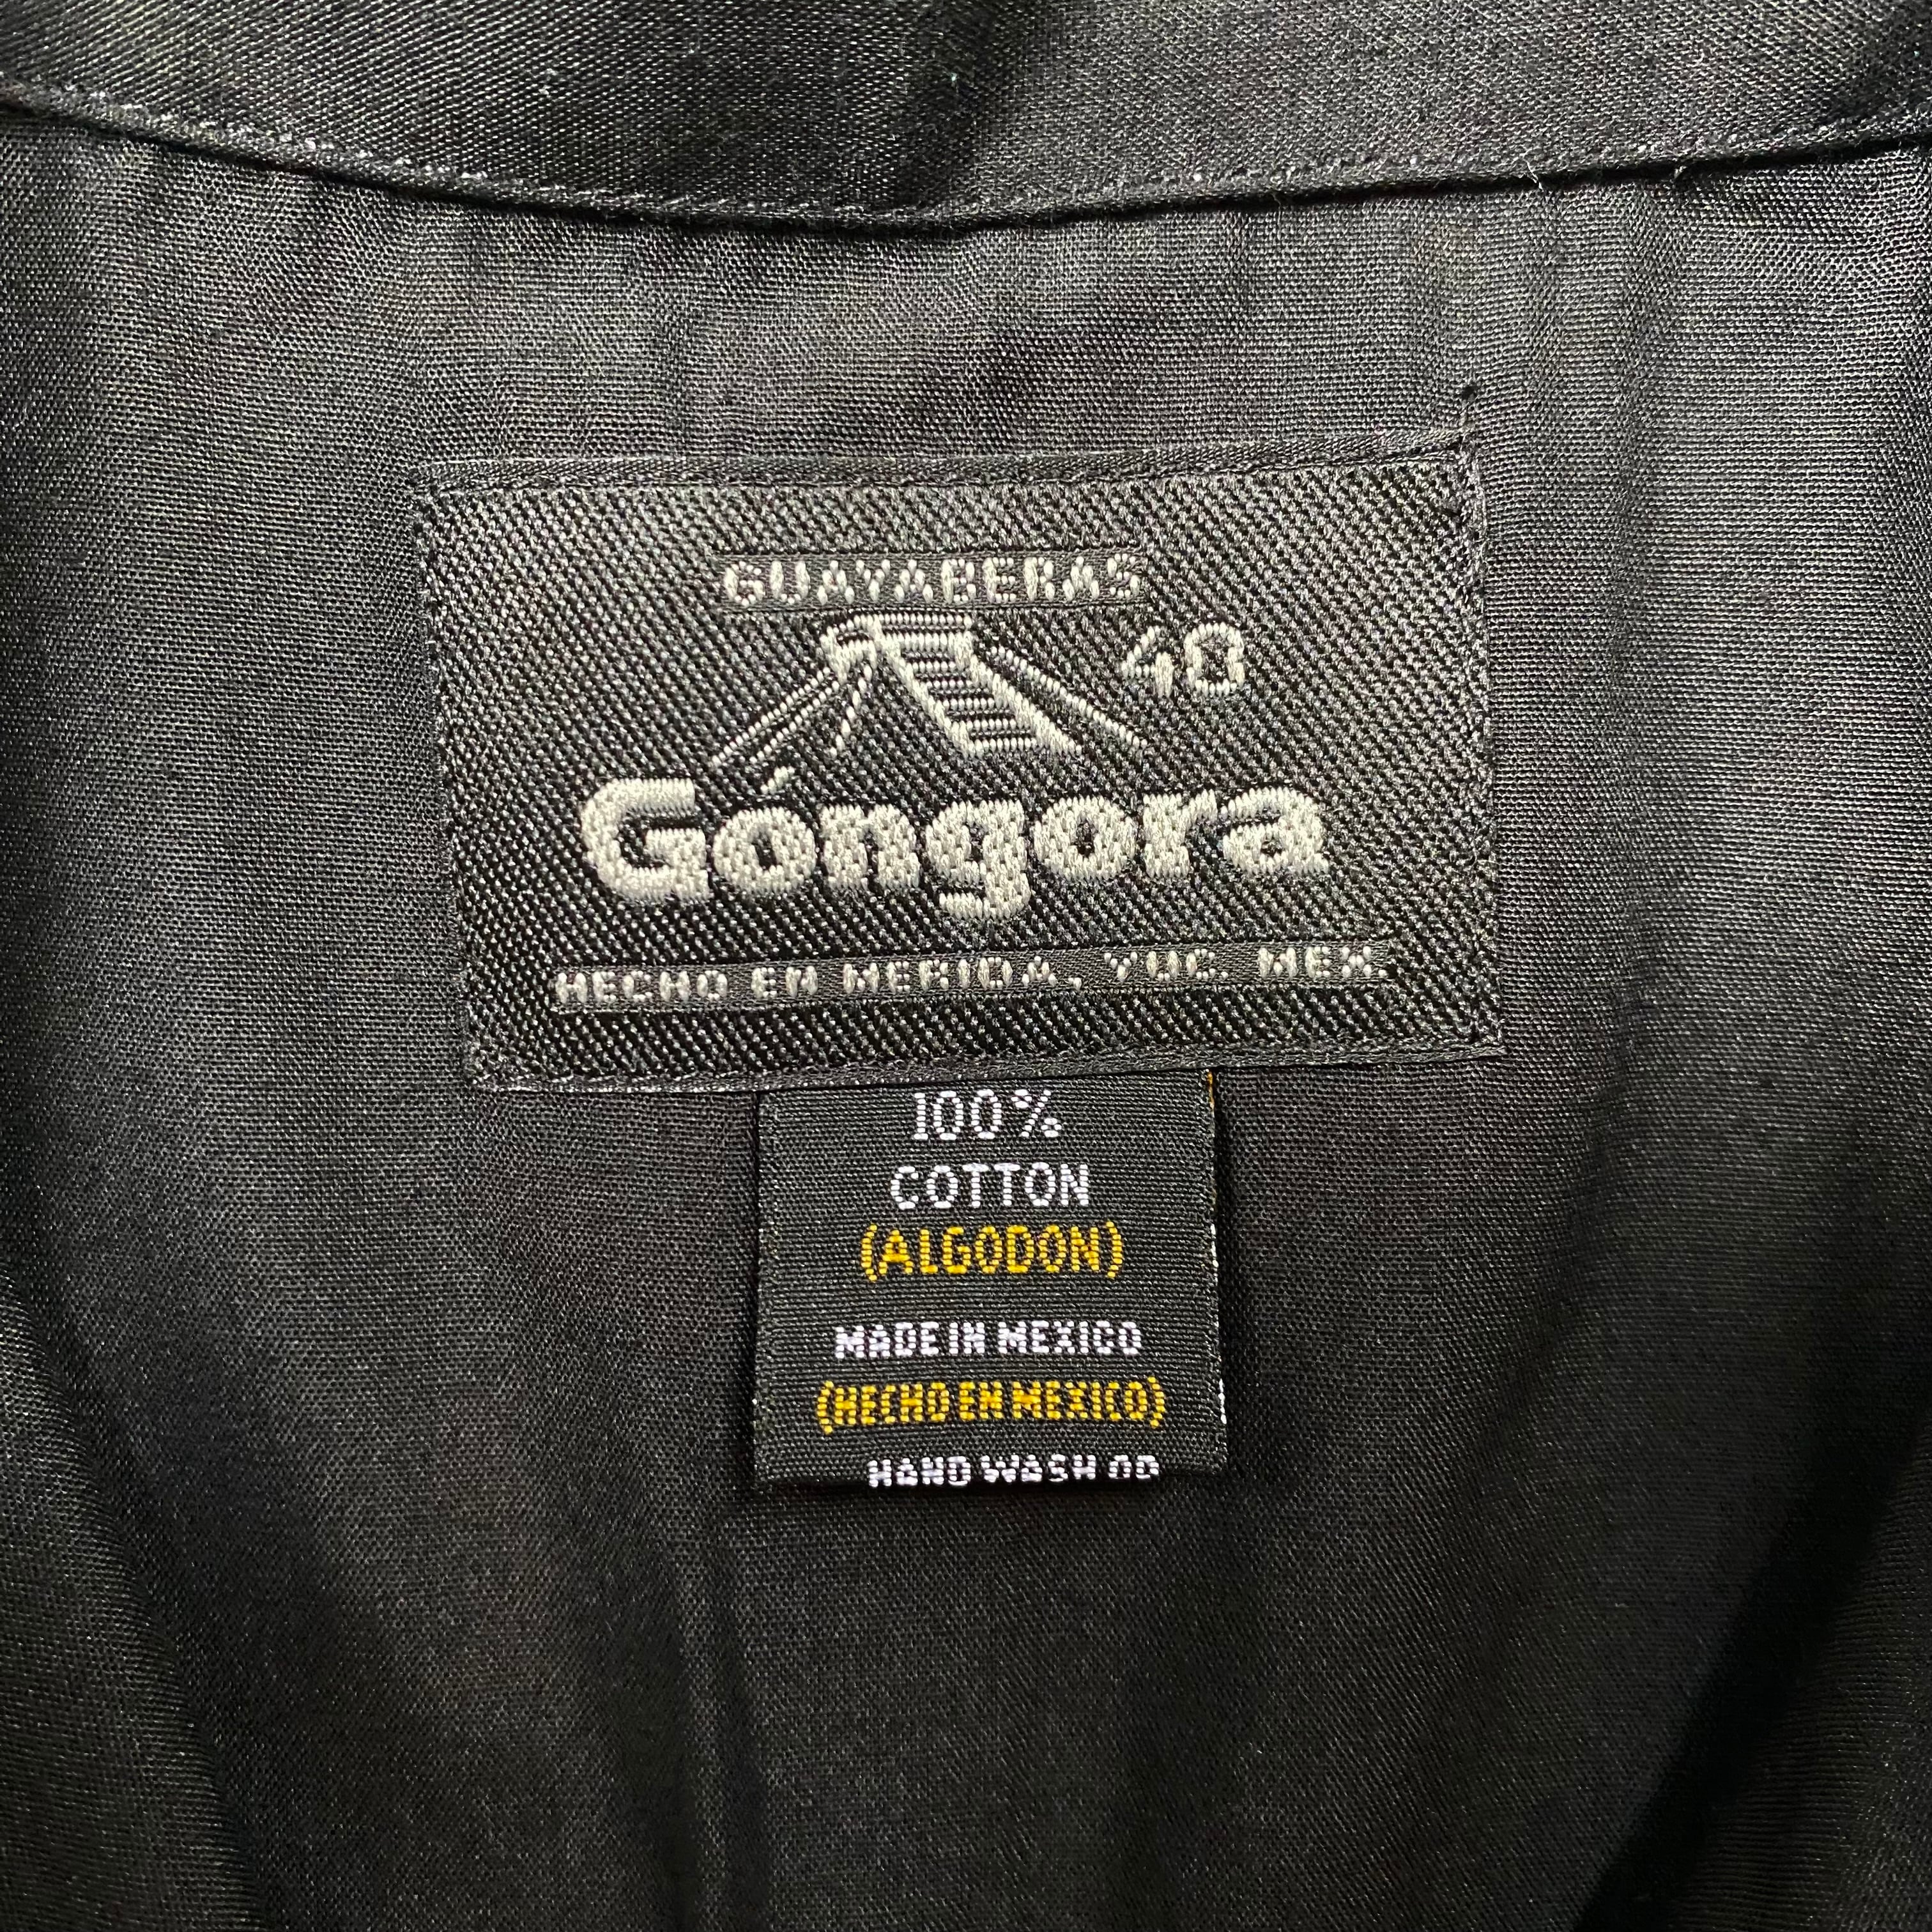 GUAYABERAS
40
Góngora
HECHO EN MERIDA, YUC. MEX.
100%
COTTON
(ALGODON)
MADE IN MEXICO
(HECHO EN MEXICO)
HAND WASH OR